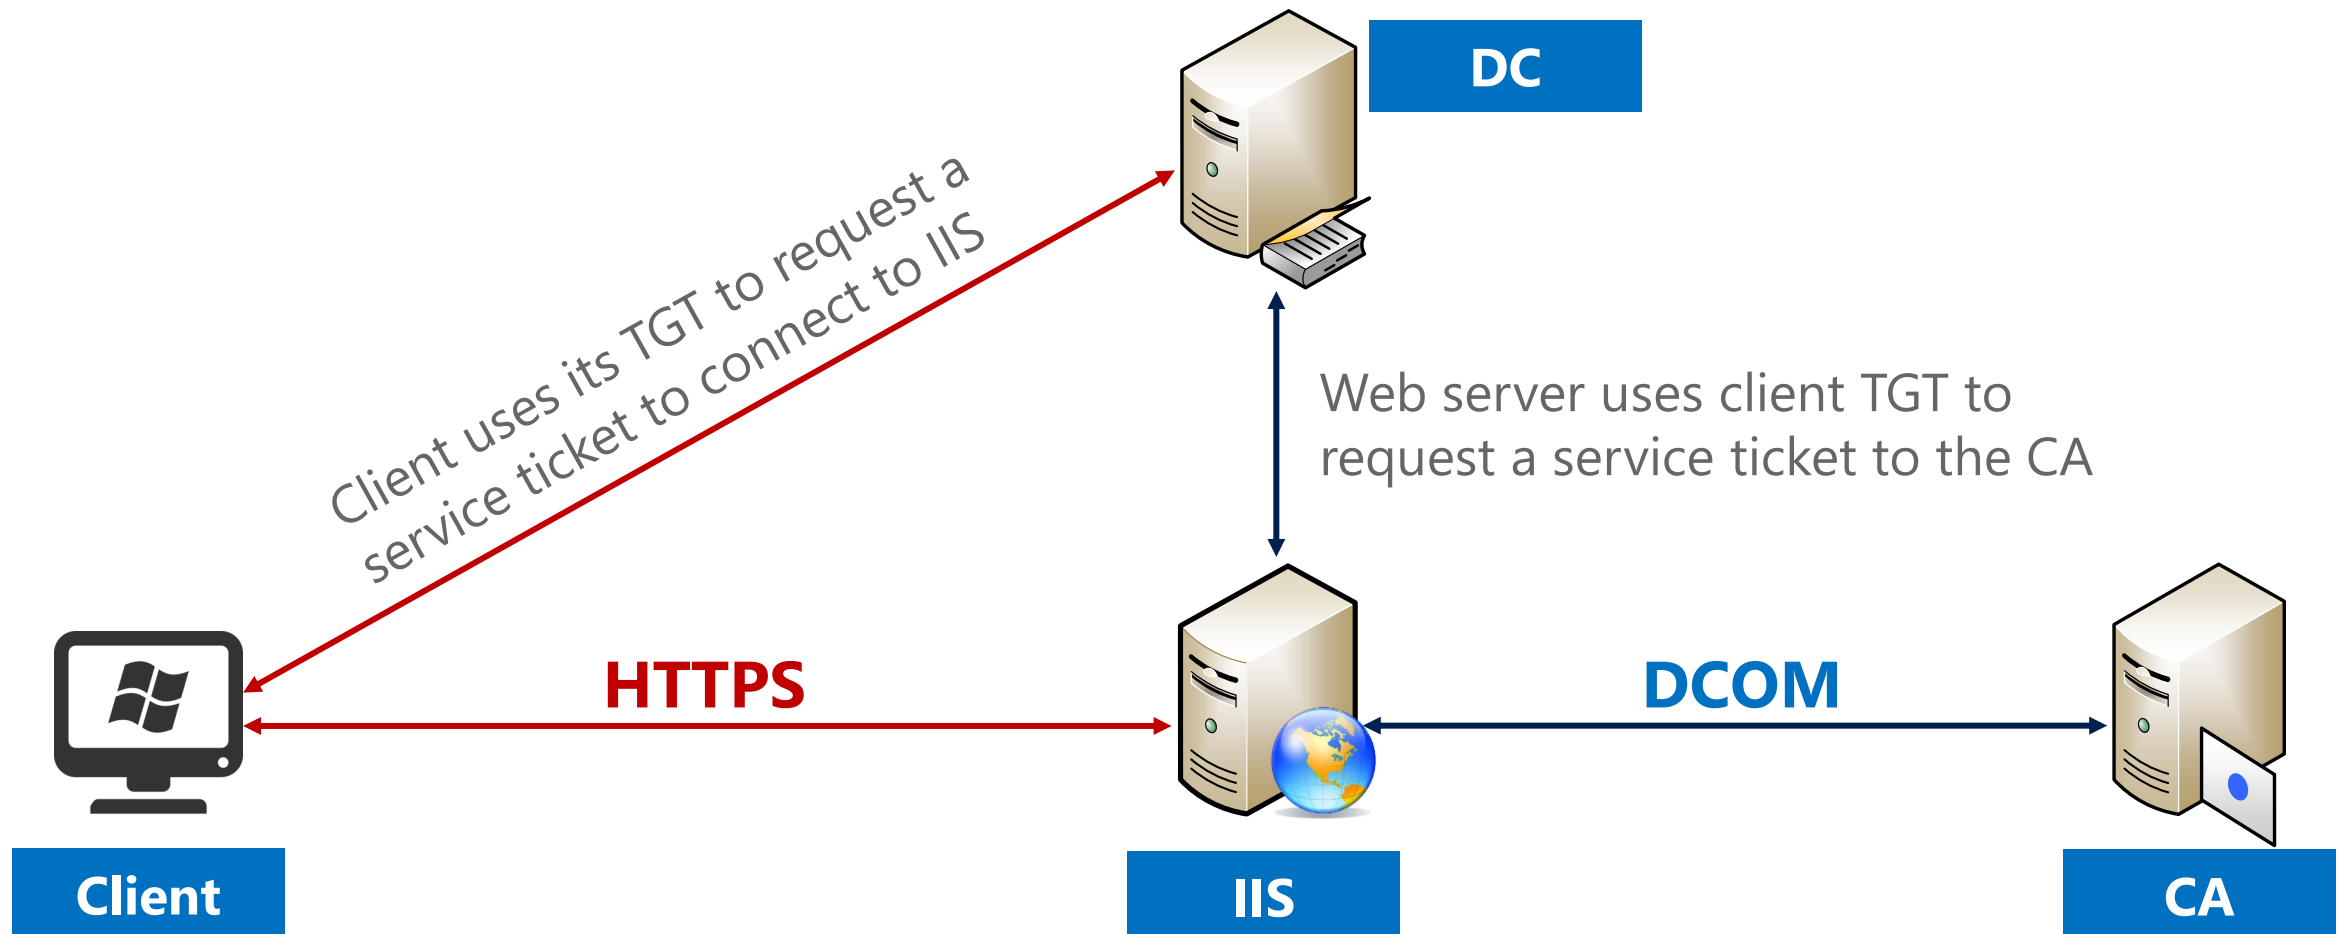 DC
Client uses its TGT to request a
service ticket to connect to IIS
Web server uses client TGT to
request a service ticket to the CA
HTTPS
DCOM
Client
IIS
CA